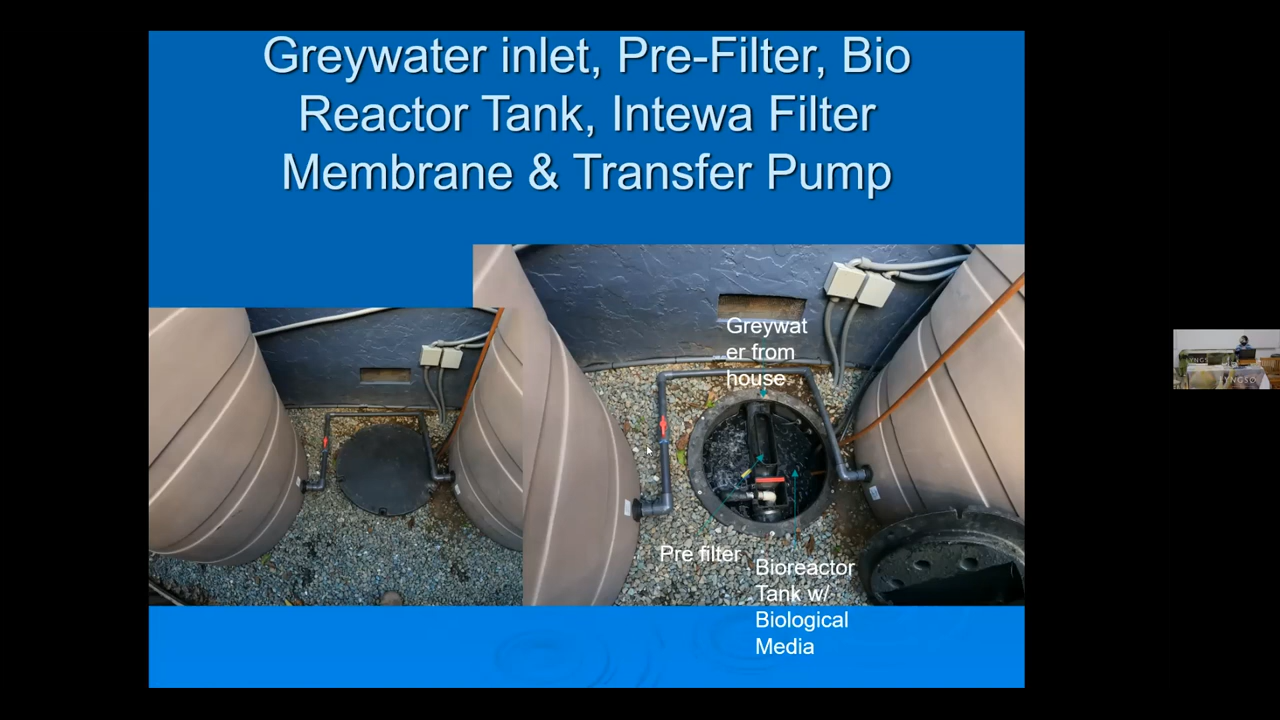 Greywater inlet, Pre-Filter, Bio
Reactor Tank, Intewa Filter
Membrane & Transfer Pump
Greywat
er from
house
Pre filter
Bioreactor
Tank w/
Biological
Media
LYNGSO